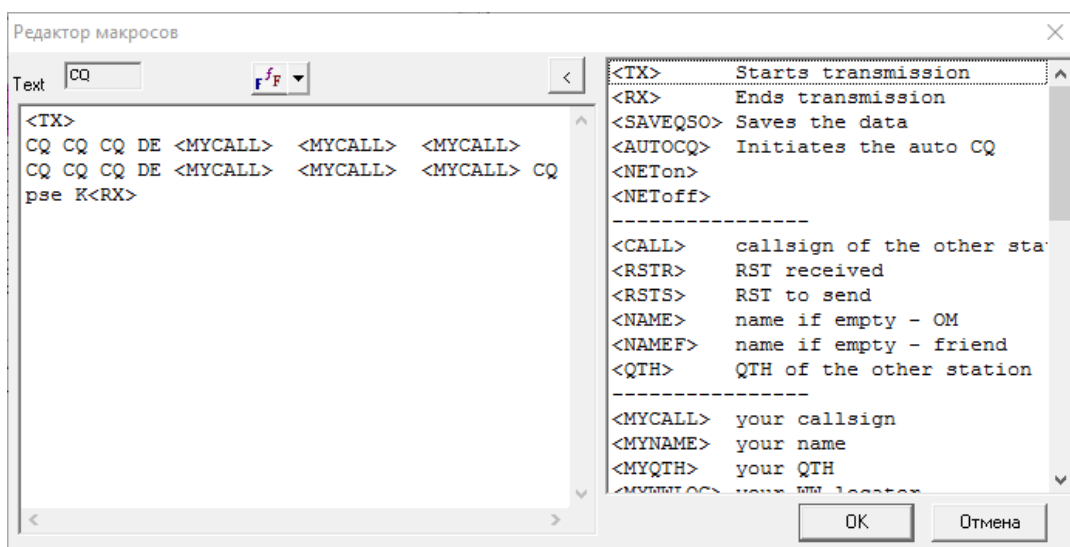 Редактор макросов
Text CQ
F f F
<
<TX>
CQ CQ CQ DE <MYCALL>  <MYCALL>  <MYCALL>
CQ CQ CQ DE <MYCALL>  <MYCALL>  <MYCALL> CQ
pse K<RX>
<TX> Starts transmission
<RX> Ends transmission
<SAVEQSO> Saves the data
<AUTOCQ> Initiates the auto CQ
<NETon>
<NEToff>
----------------
<CALL> callsign of the other sta
<RSTR> RST received
<RSTS> RST to send
<NAME> name if empty - OM
<NAMEF> name if empty - friend
<QTH> QTH of the other station
----------------
<MYCALL> your callsign
<MYNAME> your name
<MYQTH> your QTH
<MYWWLOC> your WW locator
OK Отмена